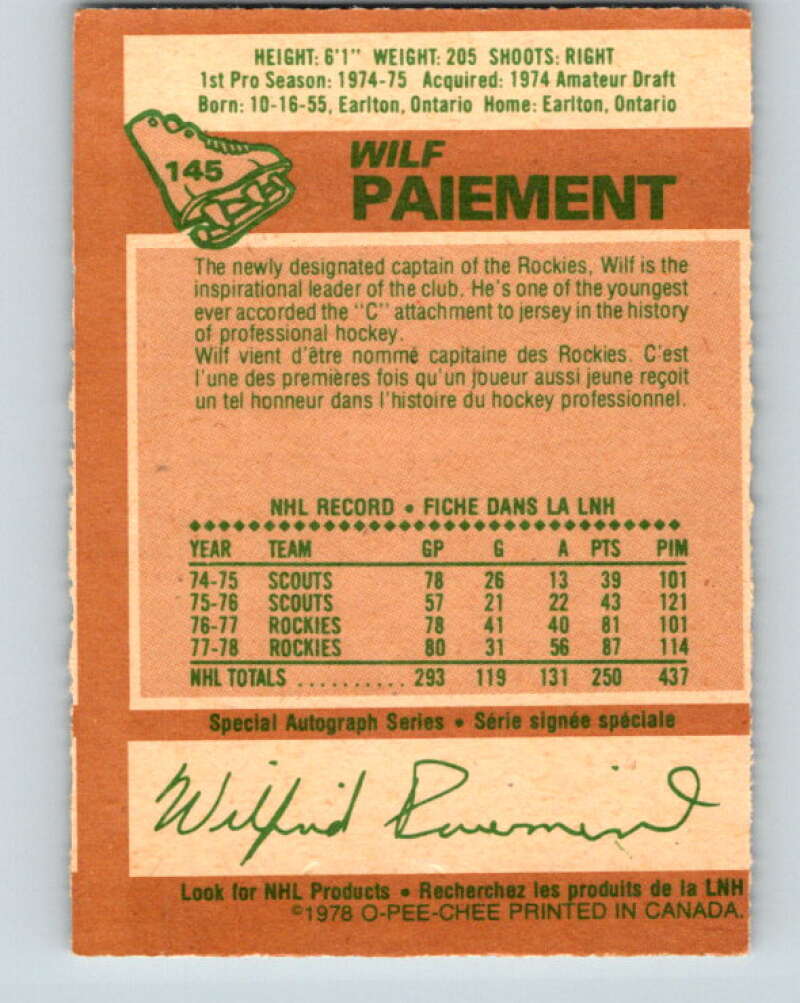 HEIGHT: 6'1" WEIGHT: 205 SHOOTS: RIGHT
1st Pro Season: 1974-75 Acquired: 1974 Amateur Draft
Born: 10-16-55, Earlton, Ontario Home: Earlton, Ontario
145
WILF
PAIEMENT
The newly designated captain of the Rockies, Wilf is the
inspirational leader of the club. He's one of the youngest
ever accorded the "C" attachment to jersey in the history
of professional hockey.
Wilf vient d'être nommé capitaine des Rockies. C'est
l'une des premières fois qu'un joueur aussi jeune reçoit
un tel honneur dans l'histoire du hockey professionnel.
NHL RECORD • FICHE DANS LA LNH
YEAR TEAM GP G A PTS PIM
74-75 SCOUTS 78 26 13 39 101
75-76 SCOUTS 57 21 22 43 121
76-77 ROCKIES 78 41 40 81 101
77-78 ROCKIES 80 31 56 87 114
NHL TOTALS .......... 293 119 131 250 437
Special Autograph Series • Série signée spéciale
Wilfrid Paiement
Look for NHL Products • Recherchez les produits de la LNH
©1978 O-PEE-CHEE PRINTED IN CANADA.